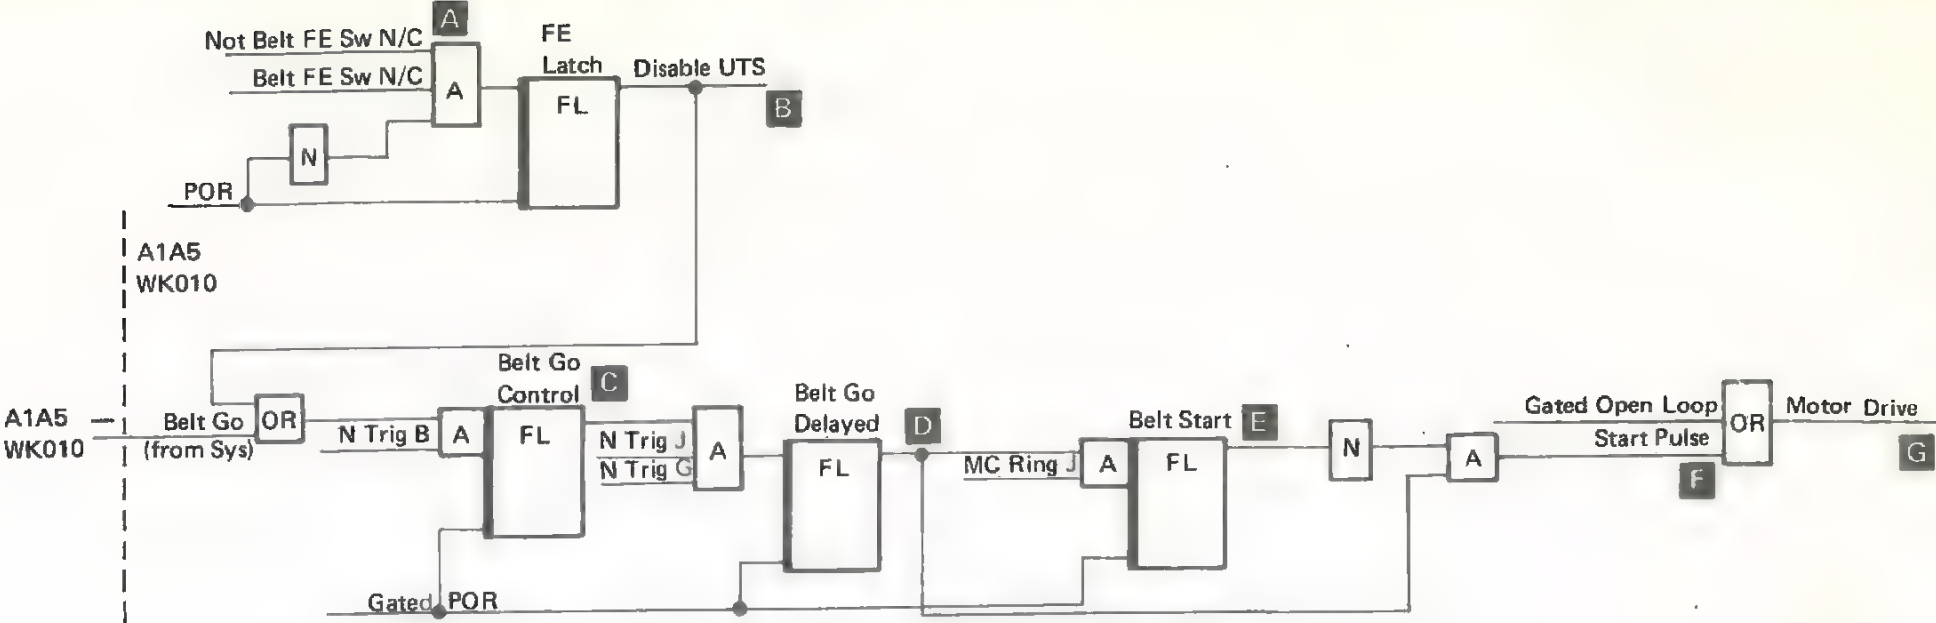 A
Not Belt FE Sw N/C
Belt FE Sw N/C
A
FE
Latch
FL
Disable UTS
B
N
POR
A1A5
WK010
A1A5
WK010
Belt Go
(from Sys)
OR
N Trig B
A
Belt Go
Control
C
FL
N Trig J
N Trig G
A
Belt Go
Delayed
FL
D
MC Ring J
A
Belt Start
E
FL
N
A
Gated Open Loop
Start Pulse
F
OR
Motor Drive
G
Gated POR